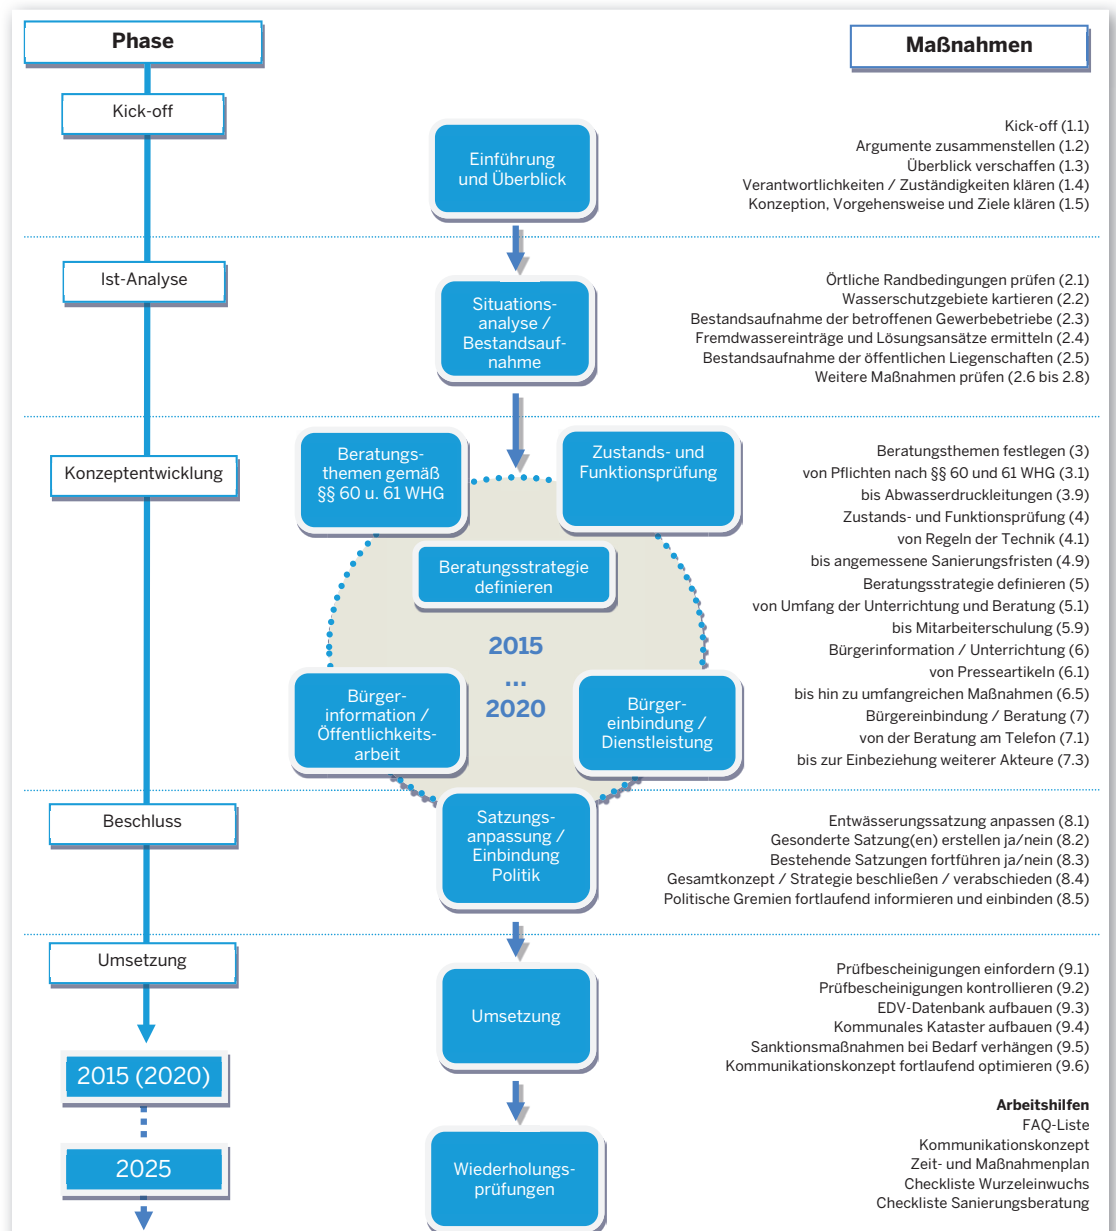 Phase
Maßnahmen
Kick-off
Einführung
und Überblick
Kick-off (1.1)
Argumente zusammenstellen (1.2)
Überblick verschaffen (1.3)
Verantwortlichkeiten / Zuständigkeiten klären (1.4)
Konzeption, Vorgehensweise und Ziele klären (1.5)
Ist-Analyse
Situations-
analyse /
Bestandsauf-
nahme
Örtliche Randbedingungen prüfen (2.1)
Wasserschutzgebiete kartieren (2.2)
Bestandsaufnahme der betroffenen Gewerbebetriebe (2.3)
Fremdwassereinträge und Lösungsansätze ermitteln (2.4)
Bestandsaufnahme der öffentlichen Liegenschaften (2.5)
Weitere Maßnahmen prüfen (2.6 bis 2.8)
Konzeptentwicklung
Beratungs-
themen gemäß
§§ 60 u. 61 WHG
Zustands- und
Funktionsprüfung
Beratungsstrategie
definieren
2015
...
2020
Bürger-
information /
Öffentlichkeits-
arbeit
Bürger-
einbindung /
Dienstleistung
Beratungsthemen festlegen (3)
von Pflichten nach §§ 60 und 61 WHG (3.1)
bis Abwasserdruckleitungen (3.9)
Zustands- und Funktionsprüfung (4)
von Regeln der Technik (4.1)
bis angemessene Sanierungsfristen (4.9)
Beratungsstrategie definieren (5)
von Umfang der Unterrichtung und Beratung (5.1)
bis Mitarbeiterschulung (5.9)
Bürgerinformation / Unterrichtung (6)
von Presseartikeln (6.1)
bis hin zu umfangreichen Maßnahmen (6.5)
Bürgereinbindung / Beratung (7)
von der Beratung am Telefon (7.1)
bis zur Einbeziehung weiterer Akteure (7.3)
Beschluss
Satzungs-
anpassung /
Einbindung
Politik
Entwässerungssatzung anpassen (8.1)
Gesonderte Satzung(en) erstellen ja/nein (8.2)
Bestehende Satzungen fortführen ja/nein (8.3)
Gesamtkonzept / Strategie beschließen / verabschieden (8.4)
Politische Gremien fortlaufend informieren und einbinden (8.5)
Umsetzung
Umsetzung
Prüfbescheinigungen einfordern (9.1)
Prüfbescheinigungen kontrollieren (9.2)
EDV-Datenbank aufbauen (9.3)
Kommunales Kataster aufbauen (9.4)
Sanktionsmaßnahmen bei Bedarf verhängen (9.5)
Kommunikationskonzept fortlaufend optimieren (9.6)
2015 (2020)
2025
Wiederholungs-
prüfungen
Arbeitshilfen
FAQ-Liste
Kommunikationskonzept
Zeit- und Maßnahmenplan
Checkliste Wurzeleinwuchs
Checkliste Sanierungsberatung